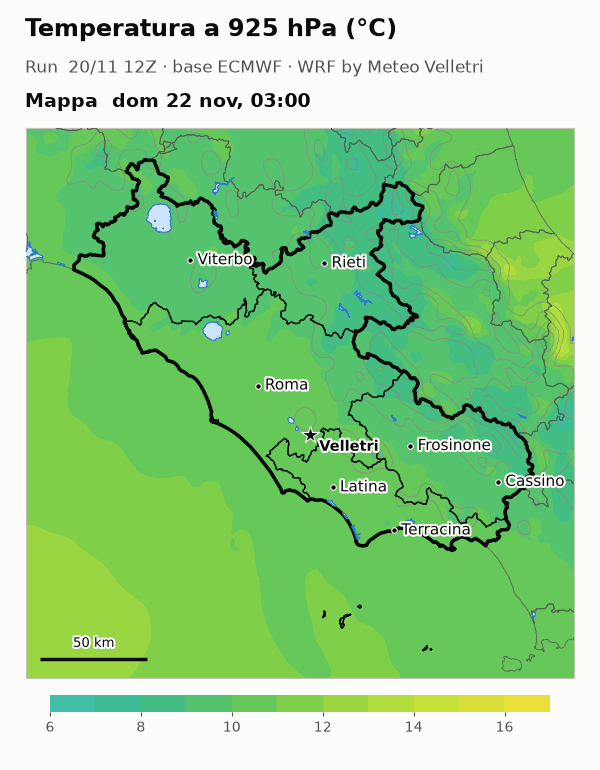 Temperatura a 925 hPa (°C)
Run  20/11 12Z · base ECMWF · WRF by Meteo Velletri
Mappa  dom 22 nov, 03:00
Viterbo
Rieti
Roma
Velletri
Frosinone
Latina
Cassino
Terracina
50 km
6 8 10 12 14 16